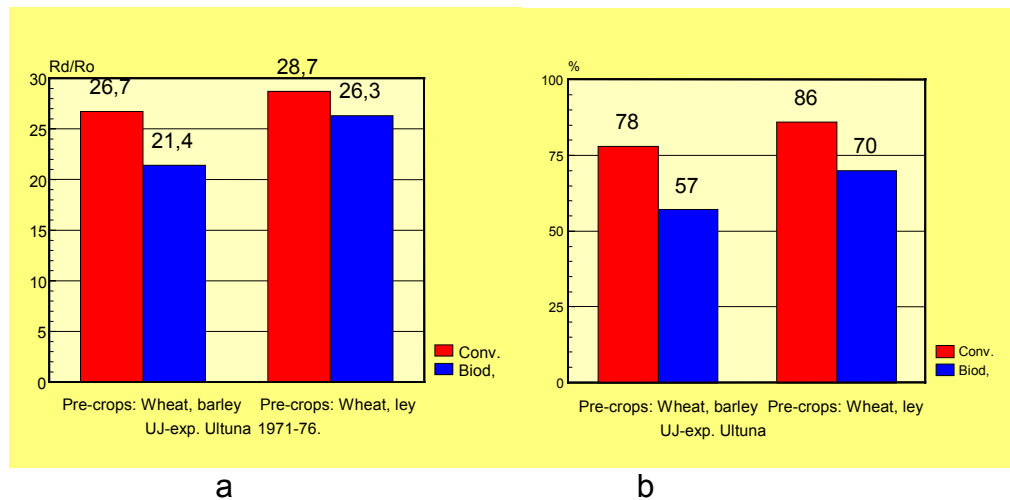 Rd/Ro
30
25
20
15
10
5
0
26,7
21,4
28,7
26,3
Conv.
Biod,
Pre-crops: Wheat, barley Pre-crops: Wheat, ley
UJ-exp. Ultuna 1971-76.
a
%
100
75
50
25
0
78
57
86
70
Conv.
Biod,
Pre-crops: Wheat, barley Pre-crops: Wheat, ley
UJ-exp. Ultuna
b